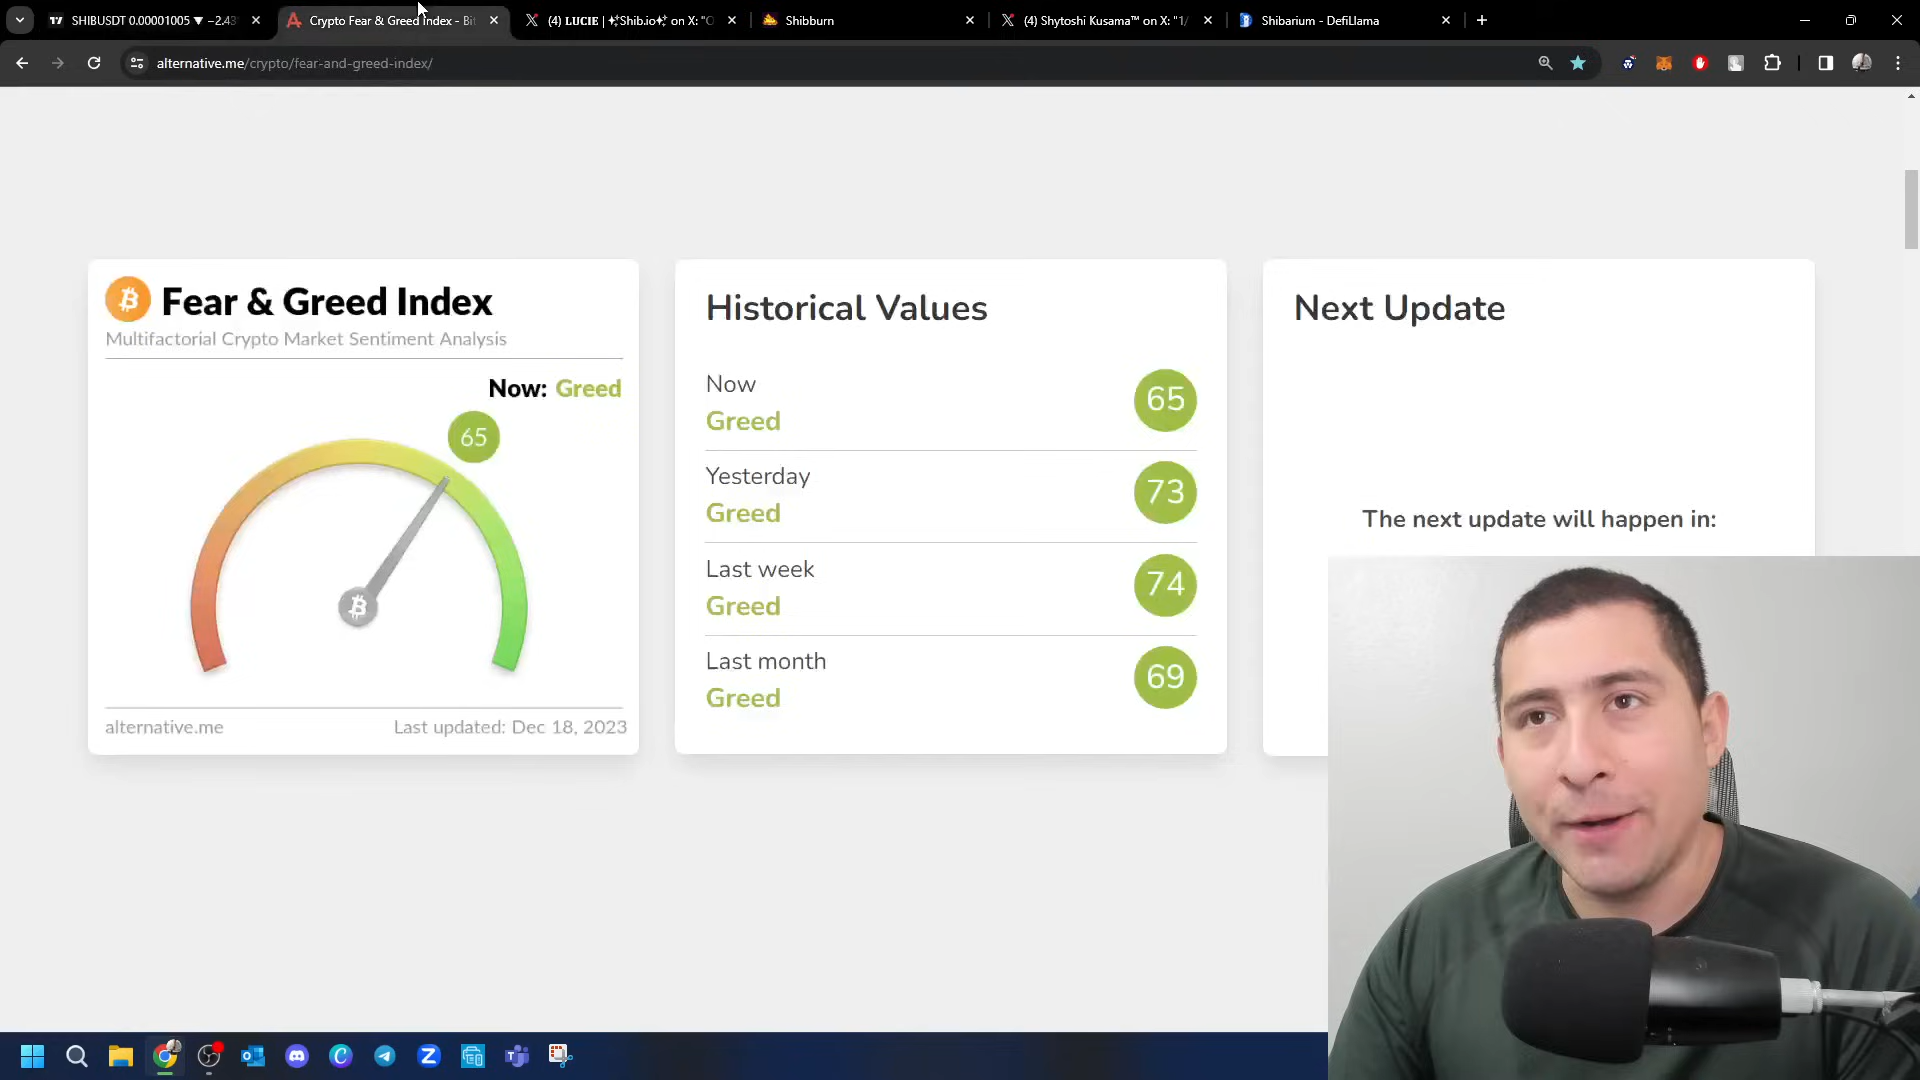 SHIBUSDT 0.00001005 ▼ −2.43
Crypto Fear & Greed Index - Bit
(4) LUCIE | ✨Shib.io✨ on X: "O
Shibburn
(4) Shytoshi Kusama™ on X: "1/
Shibarium - DefiLlama
alternative.me/crypto/fear-and-greed-index/
Fear & Greed Index
Multifactorial Crypto Market Sentiment Analysis
Now: Greed
65
alternative.me
Last updated: Dec 18, 2023
Historical Values
Now
Greed
65
Yesterday
Greed
73
Last week
Greed
74
Last month
Greed
69
Next Update
The next update will happen in: